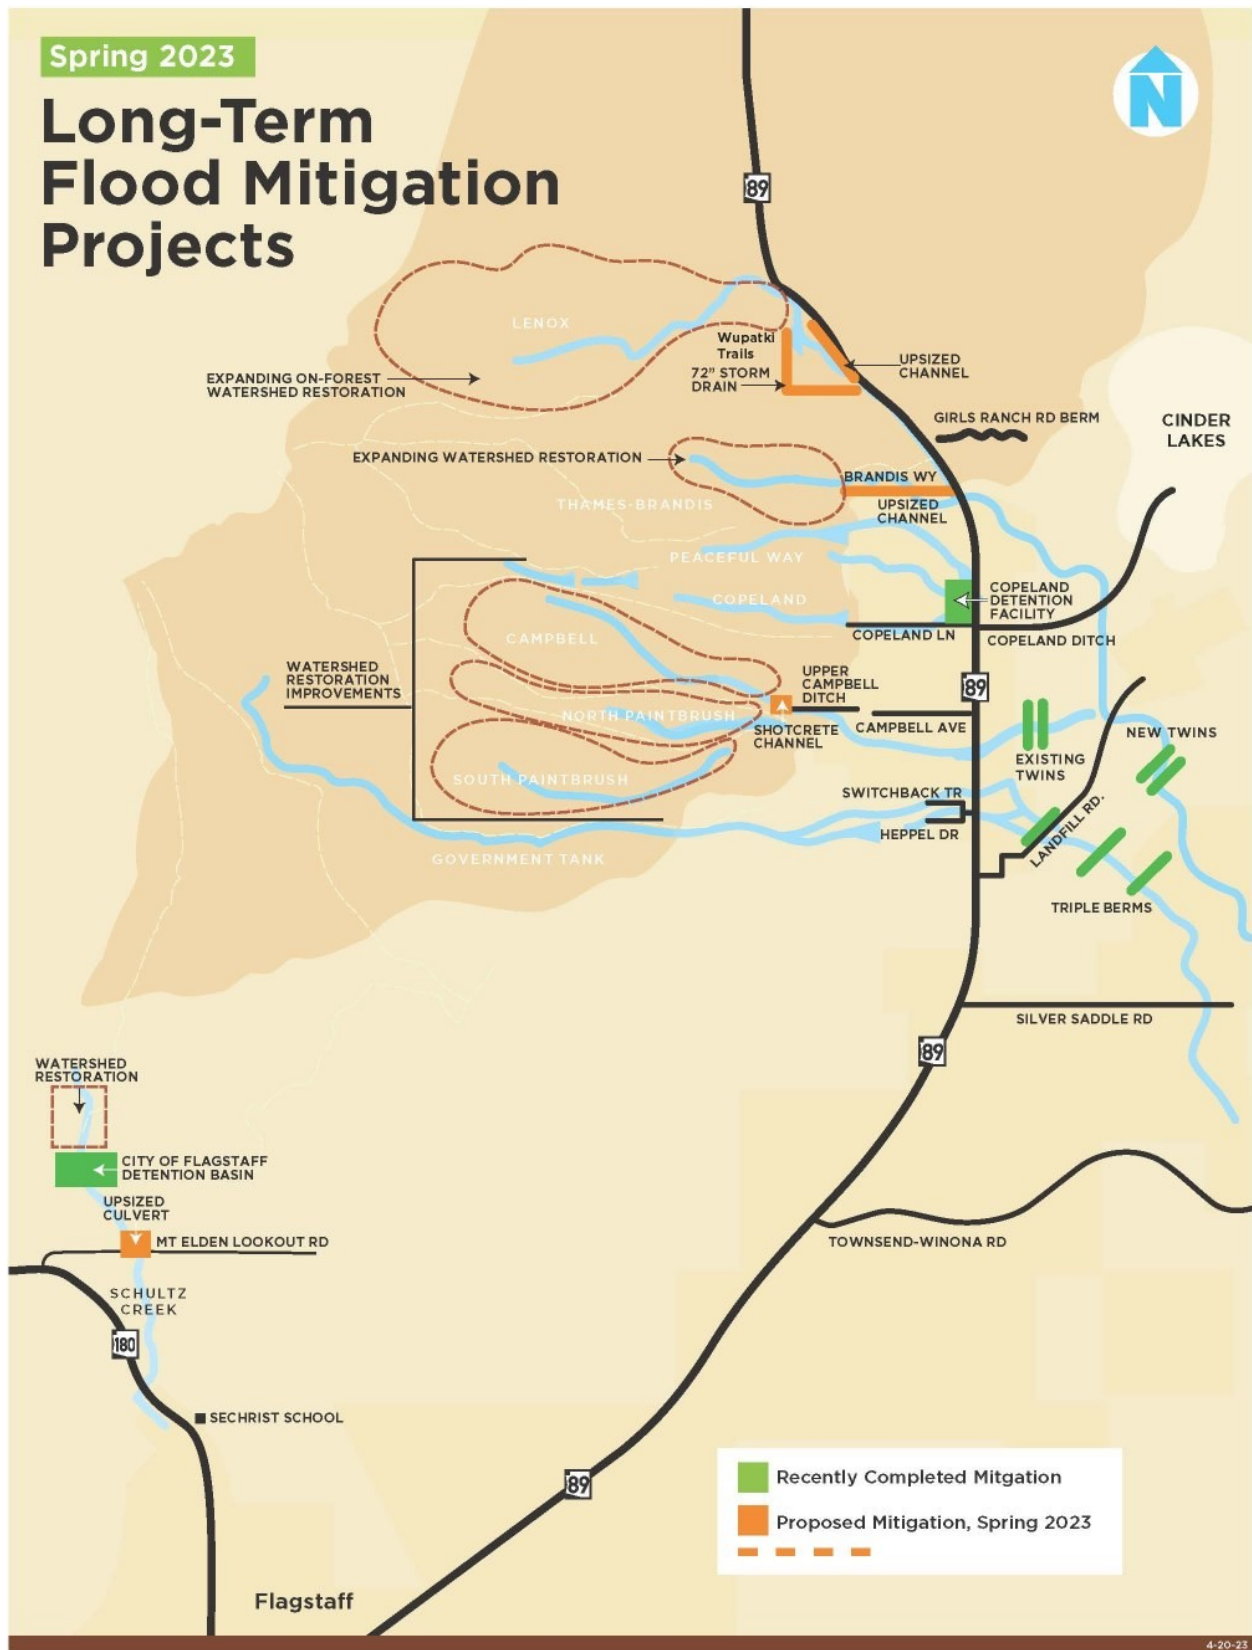 Spring 2023
Long-Term
Flood Mitigation
Projects
N
89
LENOX
Wupatki
Trails
72" STORM
DRAIN
UPSIZED
CHANNEL
EXPANDING ON-FOREST
WATERSHED RESTORATION
GIRLS RANCH RD BERM
CINDER
LAKES
EXPANDING WATERSHED RESTORATION
BRANDIS WY
UPSIZED
CHANNEL
THAMES-BRANDIS
PEACEFUL WAY
COPELAND
COPELAND
DETENTION
FACILITY
COPELAND LN
COPELAND DITCH
CAMPBELL
WATERSHED
RESTORATION
IMPROVEMENTS
UPPER
CAMPBELL
DITCH
89
NORTH PAINTBRUSH
SHOTCRETE
CHANNEL
CAMPBELL AVE
EXISTING
TWINS
NEW TWINS
SOUTH PAINTBRUSH
SWITCHBACK TR
HEPPEL DR
LANDFILL RD.
GOVERNMENT TANK
TRIPLE BERMS
SILVER SADDLE RD
89
WATERSHED
RESTORATION
CITY OF FLAGSTAFF
DETENTION BASIN
UPSIZED
CULVERT
MT ELDEN LOOKOUT RD
TOWNSEND-WINONA RD
SCHULTZ
CREEK
180
SECHRIST SCHOOL
89
Recently Completed Mitgation
Proposed Mitigation, Spring 2023
Flagstaff
4-20-23